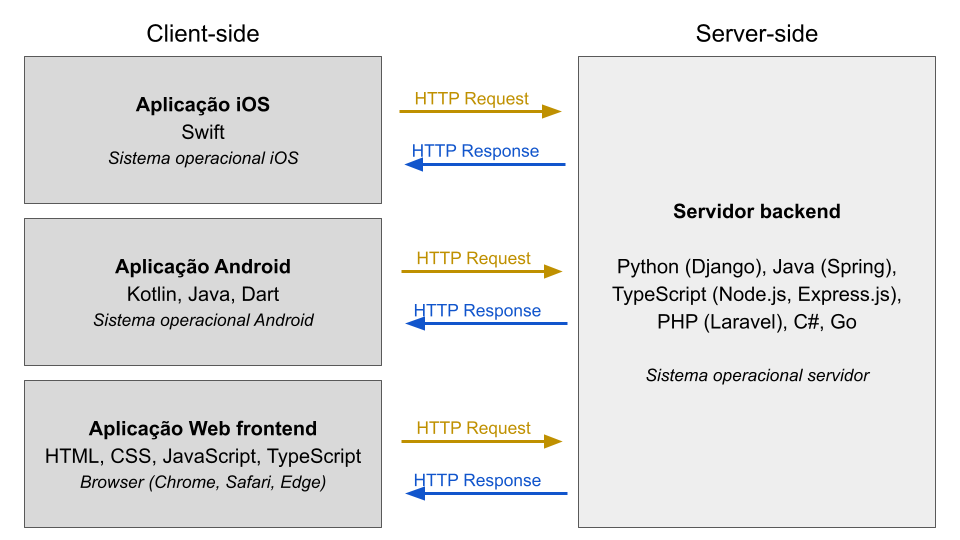 Client-side
Server-side
Aplicação iOS
Swift
Sistema operacional iOS
HTTP Request
HTTP Response
Aplicação Android
Kotlin, Java, Dart
Sistema operacional Android
HTTP Request
HTTP Response
Aplicação Web frontend
HTML, CSS, JavaScript, TypeScript
Browser (Chrome, Safari, Edge)
HTTP Request
HTTP Response
Servidor backend
Python (Django), Java (Spring),
TypeScript (Node.js, Express.js),
PHP (Laravel), C#, Go
Sistema operacional servidor